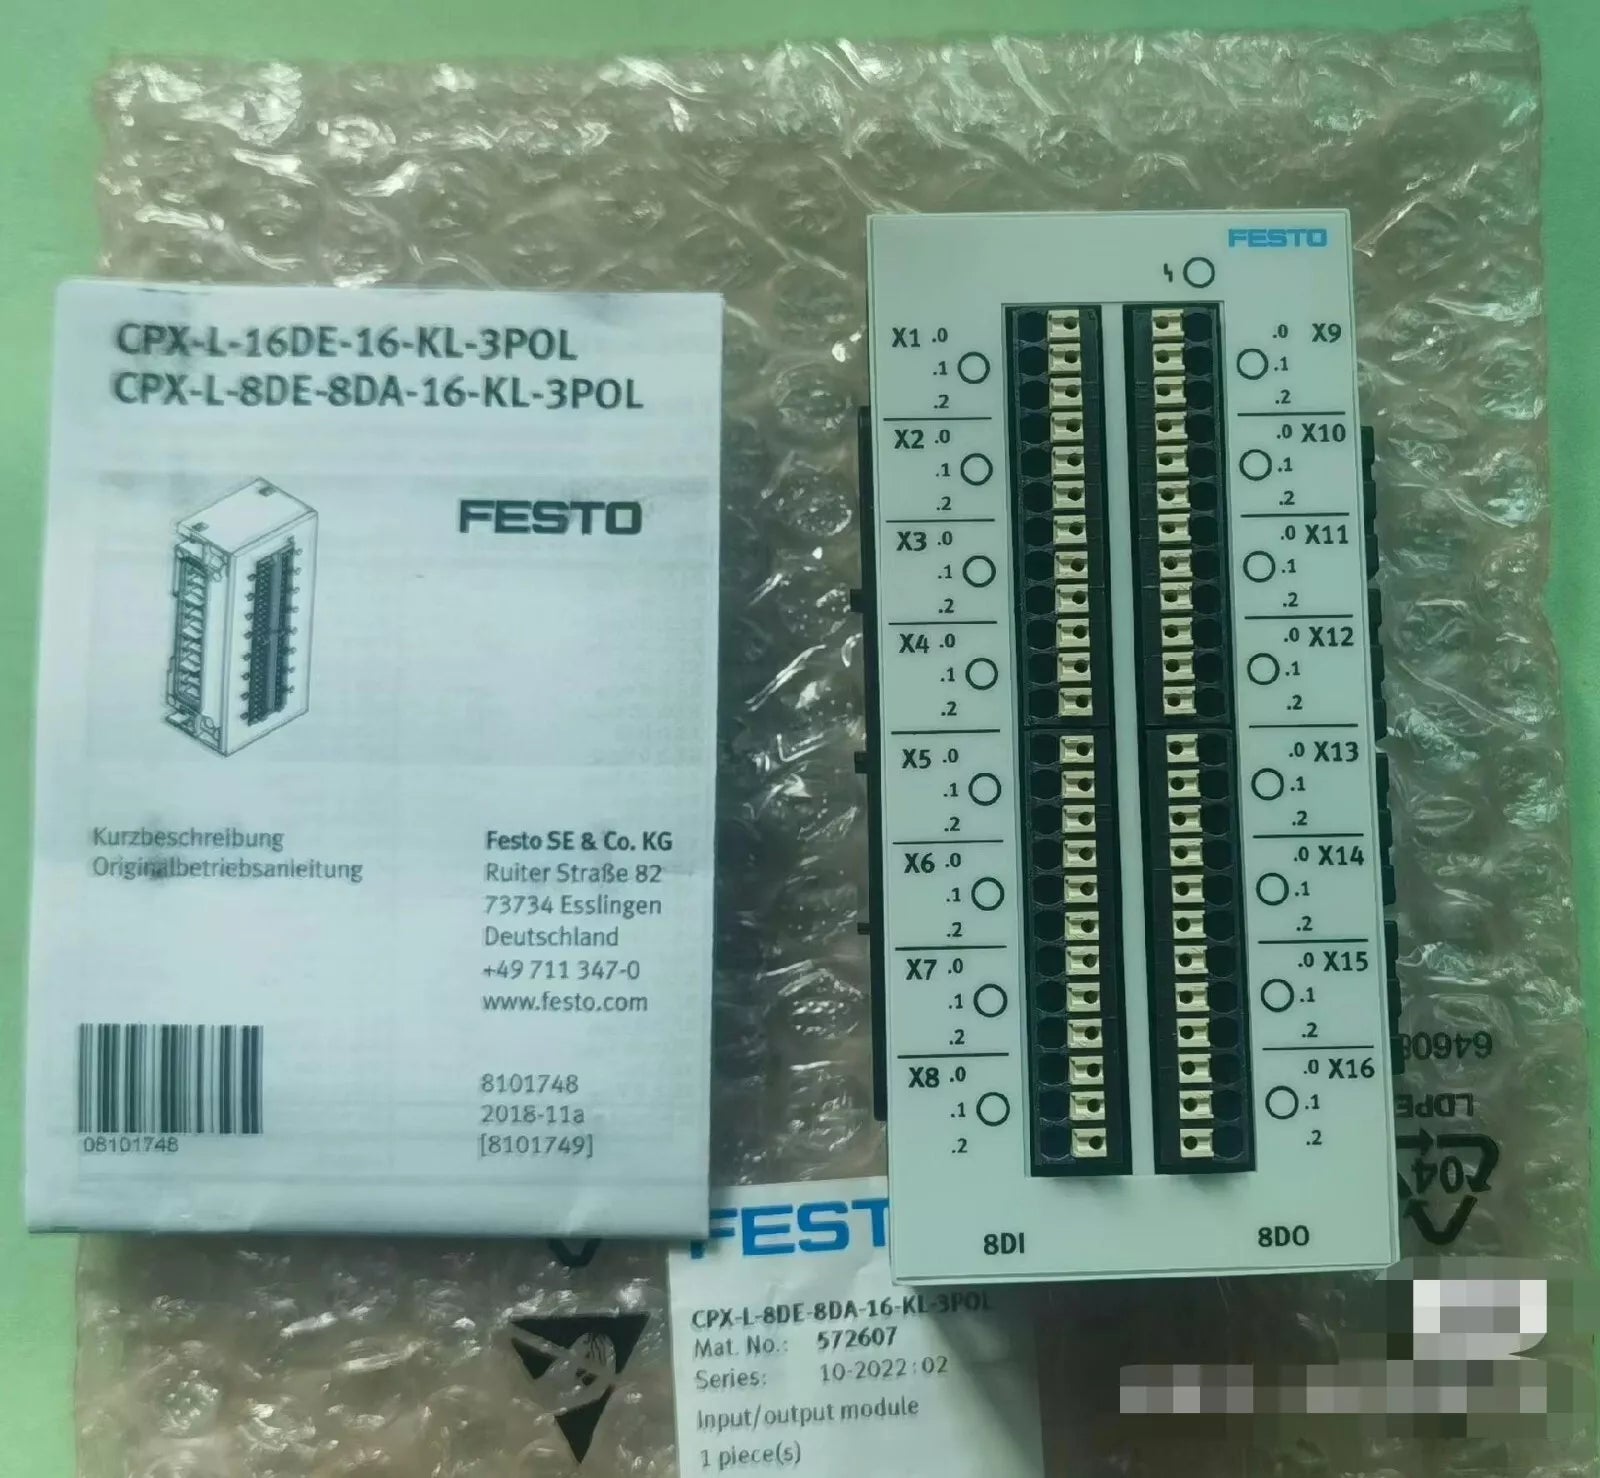 CPX-L-16DE-16-KL-3POL
CPX-L-8DE-8DA-16-KL-3POL
FESTO
Kurzbeschreibung
Originalbetriebsanleitung
Festo SE & Co. KG
Ruiter Straße 82
73734 Esslingen
Deutschland
+49 711 347-0
www.festo.com
8101748
2018-11a
[8101749]
08101748
FESTO
X1 .0
.1
.2
X2 .0
.1
.2
X3 .0
.1
.2
X4 .0
.1
.2
X5 .0
.1
.2
X6 .0
.1
.2
X7 .0
.1
.2
X8 .0
.1
.2
.0 X9
.1
.2
.0 X10
.1
.2
.0 X11
.1
.2
.0 X12
.1
.2
.0 X13
.1
.2
.0 X14
.1
.2
.0 X15
.1
.2
.0 X16
.1
.2
8DI
8DO
FEST
CPX-L-8DE-8DA-16-KL-3POL
Mat. No.: 572607
Series: 10-2022:02
Input/output module
1 piece(s)
LDPE
04